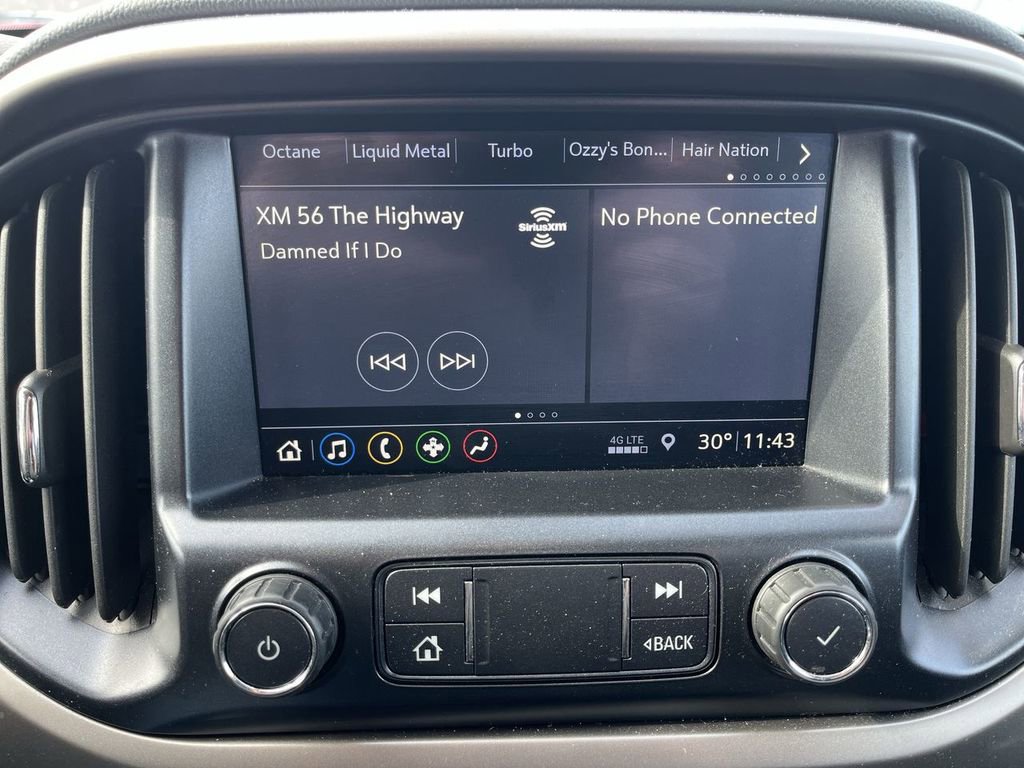 Octane Liquid Metal Turbo Ozzy's Bon... Hair Nation
XM 56 The Highway
SiriusXM
Damned If I Do
No Phone Connected
4G LTE
30° 11:43
BACK